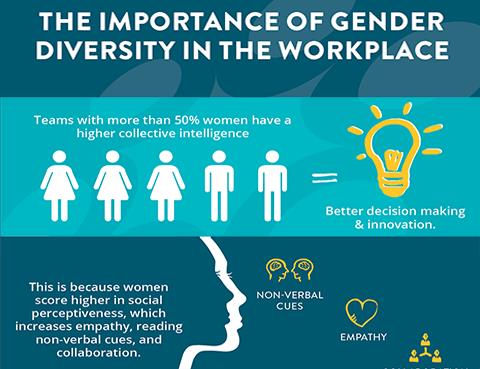 THE IMPORTANCE OF GENDER
DIVERSITY IN THE WORKPLACE
Teams with more than 50% women have a
higher collective intelligence
=
Better decision making
& innovation.
This is because women
score higher in social
perceptiveness, which
increases empathy, reading
non-verbal cues, and
collaboration.
NON-VERBAL
CUES
EMPATHY